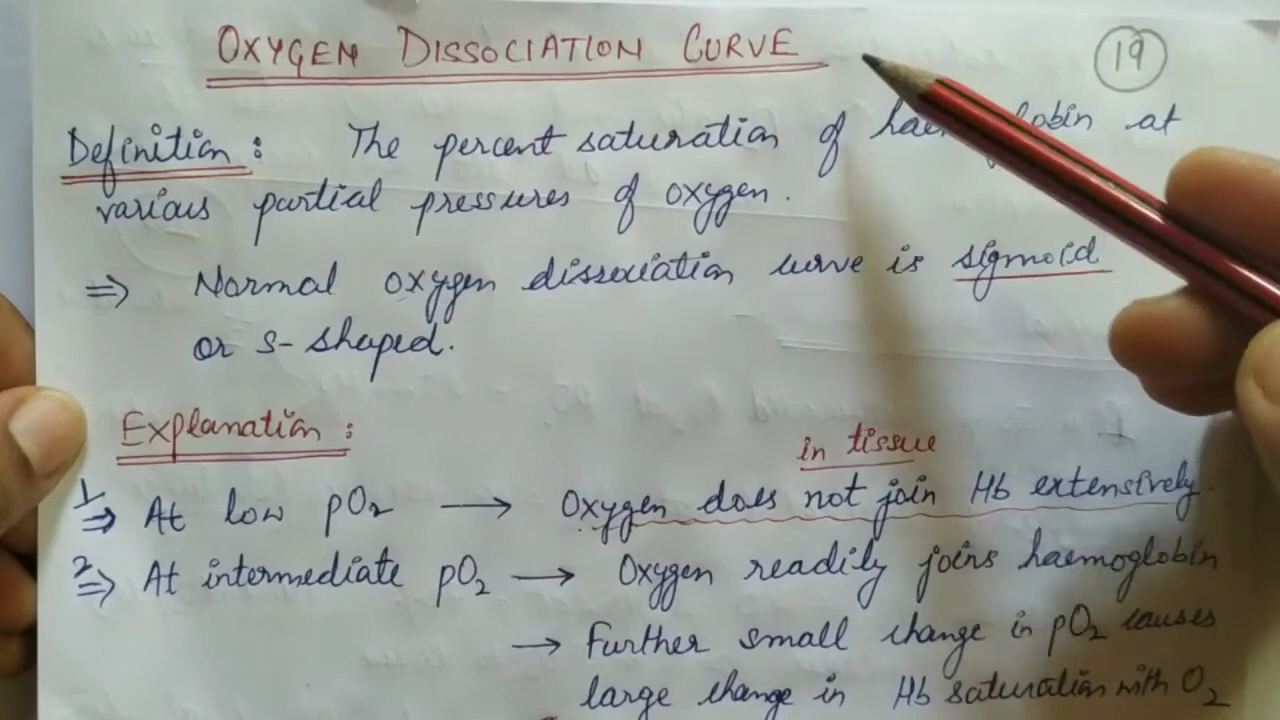 OXYGEN DISSOCIATION CURVE
19
Definition : The percent saturation of haemoglobin at
various partial pressures of oxygen.
⇒ Normal oxygen dissociation curve is sigmoid
or S-shaped.
Explanation :
in tissue
1 ⇒ At low pO₂ → Oxygen does not join Hb extensively.
2 ⇒ At intermediate pO₂ → Oxygen readily joins haemoglobin
→ Further small change in pO₂ causes
large change in Hb saturation with O₂